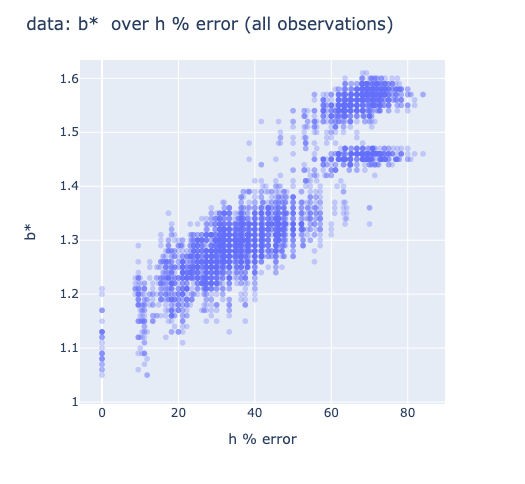 data: b* over h % error (all observations)
1.6
1.5
1.4
1.3
1.2
1.1
1
b*
0 20 40 60 80
h % error